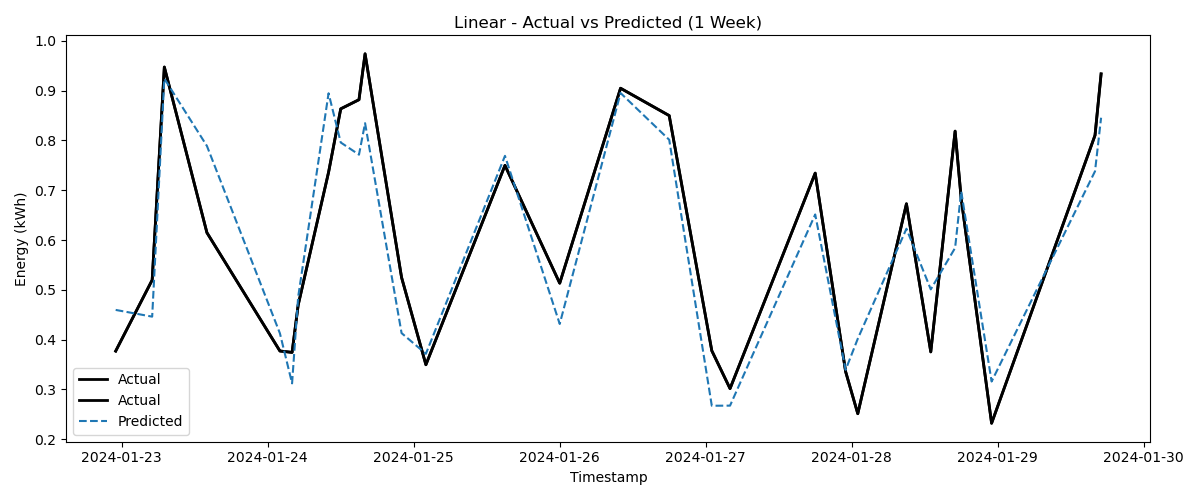 Linear - Actual vs Predicted (1 Week)
Energy (kWh)
1.0
0.9
0.8
0.7
0.6
0.5
0.4
0.3
0.2
Actual
Actual
Predicted
2024-01-23
2024-01-24
2024-01-25
2024-01-26
2024-01-27
2024-01-28
2024-01-29
2024-01-30
Timestamp